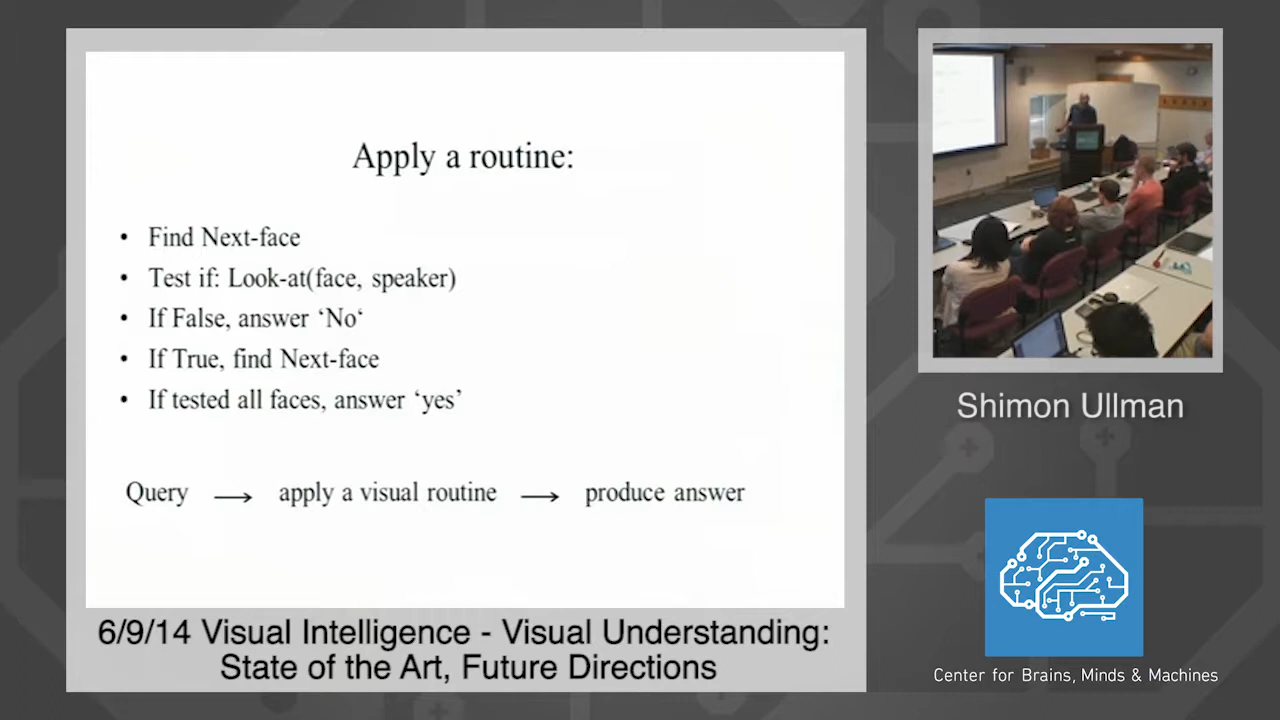 Apply a routine:
• Find Next-face
• Test if: Look-at(face, speaker)
• If False, answer ‘No‘
• If True, find Next-face
• If tested all faces, answer ‘yes’
Query → apply a visual routine → produce answer
6/9/14 Visual Intelligence - Visual Understanding:
State of the Art, Future Directions
Shimon Ullman
Center for Brains, Minds & Machines